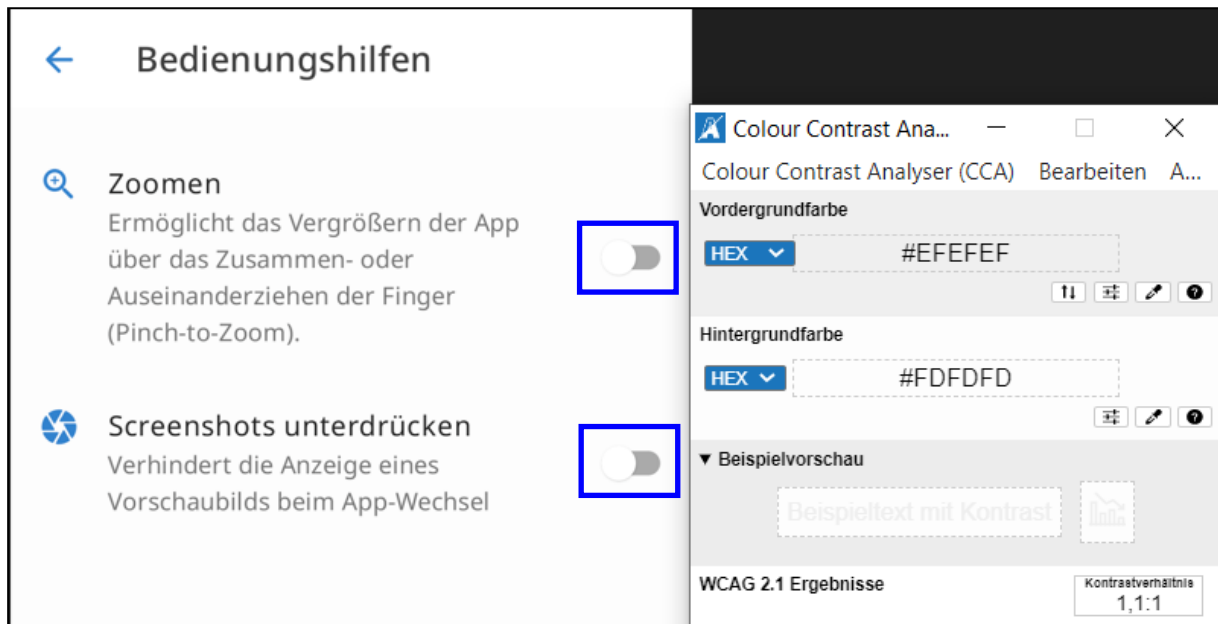 Bedienungshilfen
Zoomen
Ermöglicht das Vergrößern der App
über das Zusammen- oder
Auseinanderziehen der Finger
(Pinch-to-Zoom).
Screenshots unterdrücken
Verhindert die Anzeige eines
Vorschaubilds beim App-Wechsel
Colour Contrast Ana...
Colour Contrast Analyser (CCA) Bearbeiten A...
Vordergrundfarbe
HEX #EFEFEF
Hintergrundfarbe
HEX #FDFDFD
▼ Beispielvorschau
Beispieltext mit Kontrast
WCAG 2.1 Ergebnisse
Kontrastverhältnis
1,1:1